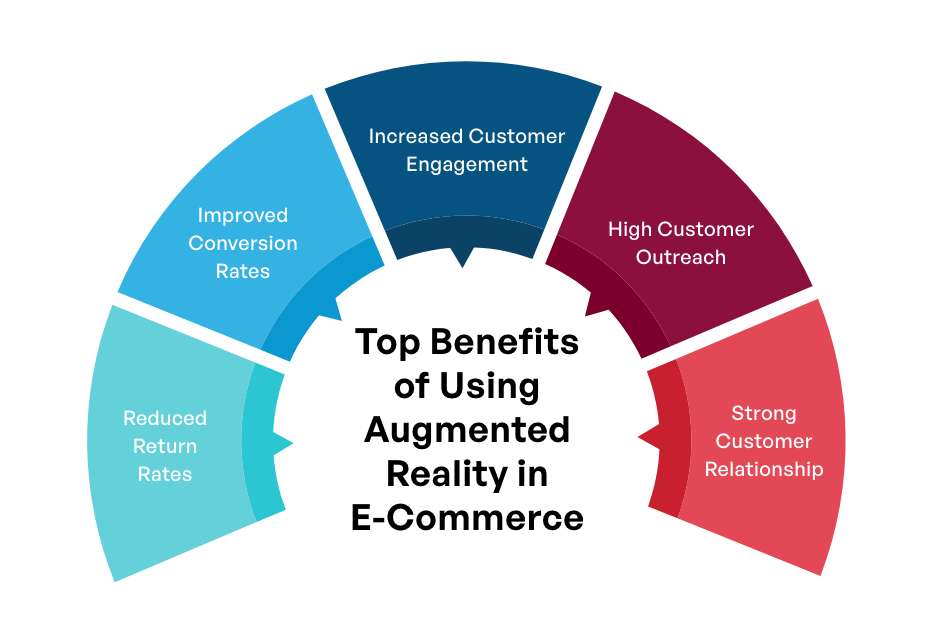 Increased Customer
Engagement
Improved
Conversion
Rates
High Customer
Outreach
Reduced
Return
Rates
Strong
Customer
Relationship
Top Benefits
of Using
Augmented
Reality in
E-Commerce